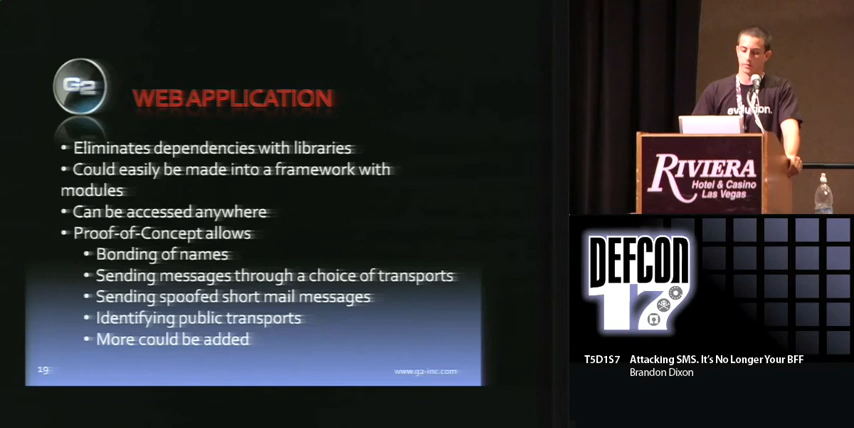 G2
WEB APPLICATION
• Eliminates dependencies with libraries
• Could easily be made into a framework with
modules
• Can be accessed anywhere
• Proof-of-Concept allows
• Bonding of names
• Sending messages through a choice of transports
• Sending spoofed short mail messages
• Identifying public transports
• More could be added
19
www.g2-inc.com
evolution.
RIVIERA
Hotel & Casino
Las Vegas
DEFCON
17
T5D1S7 Attacking SMS. It's No Longer Your BFF
Brandon Dixon